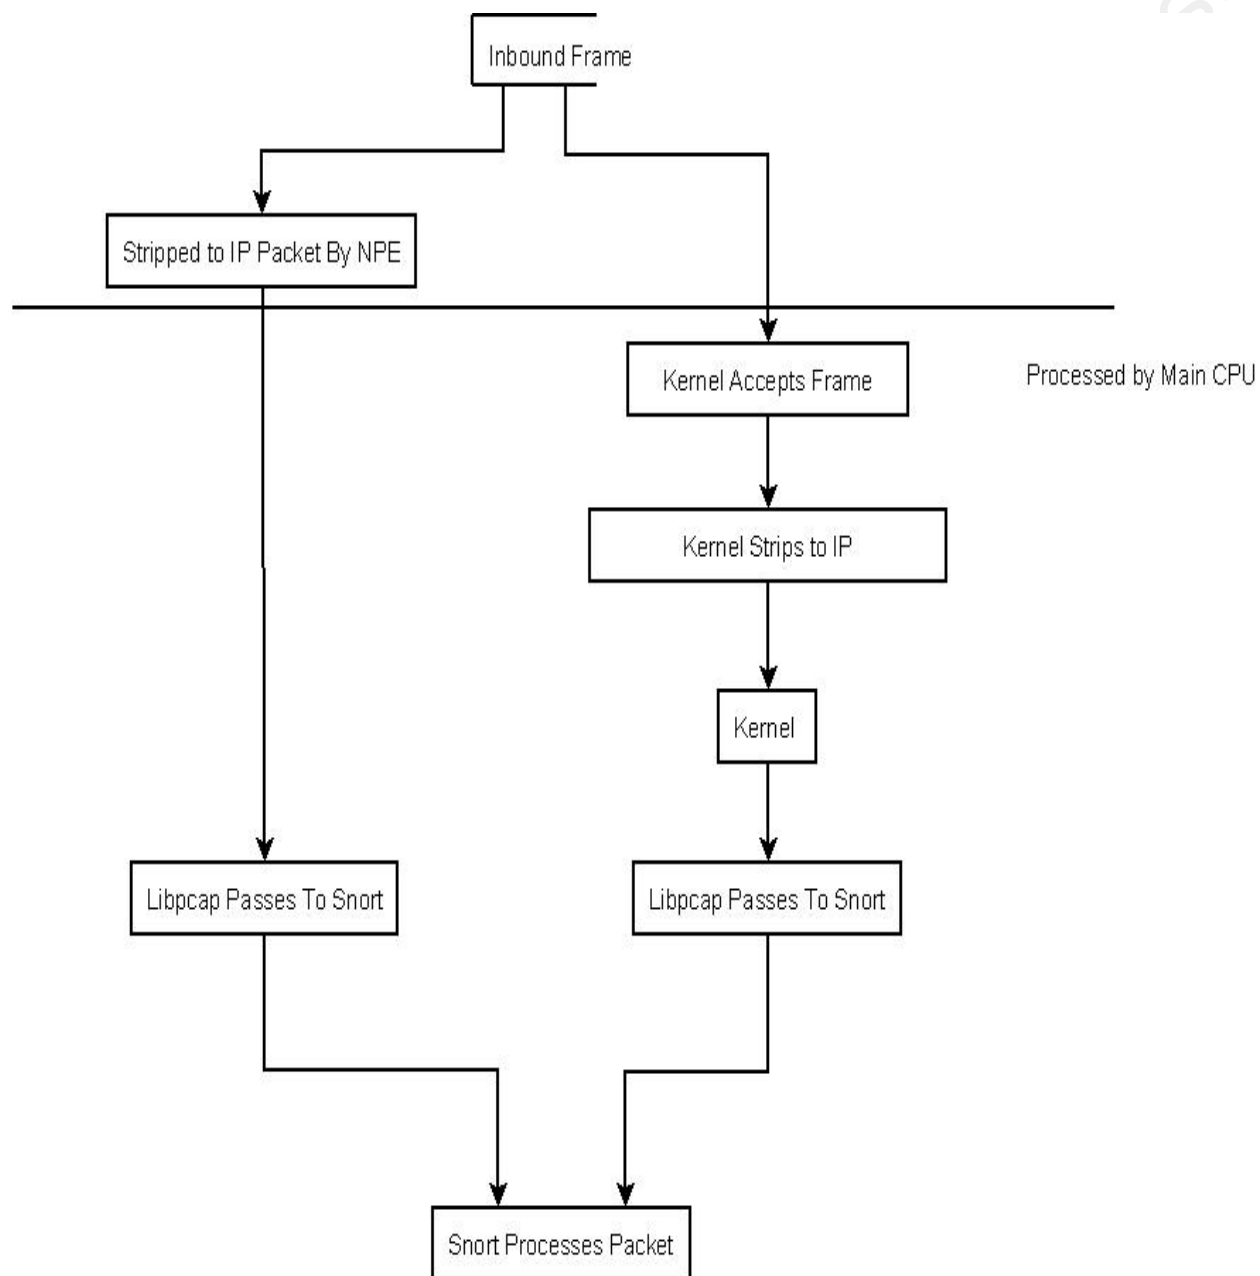 Inbound Frame
Stripped to IP Packet By NPE
Kernel Accepts Frame
Processed by Main CPU
Kernel Strips to IP
Kernel
Libpcap Passes To Snort
Libpcap Passes To Snort
Snort Processes Packet